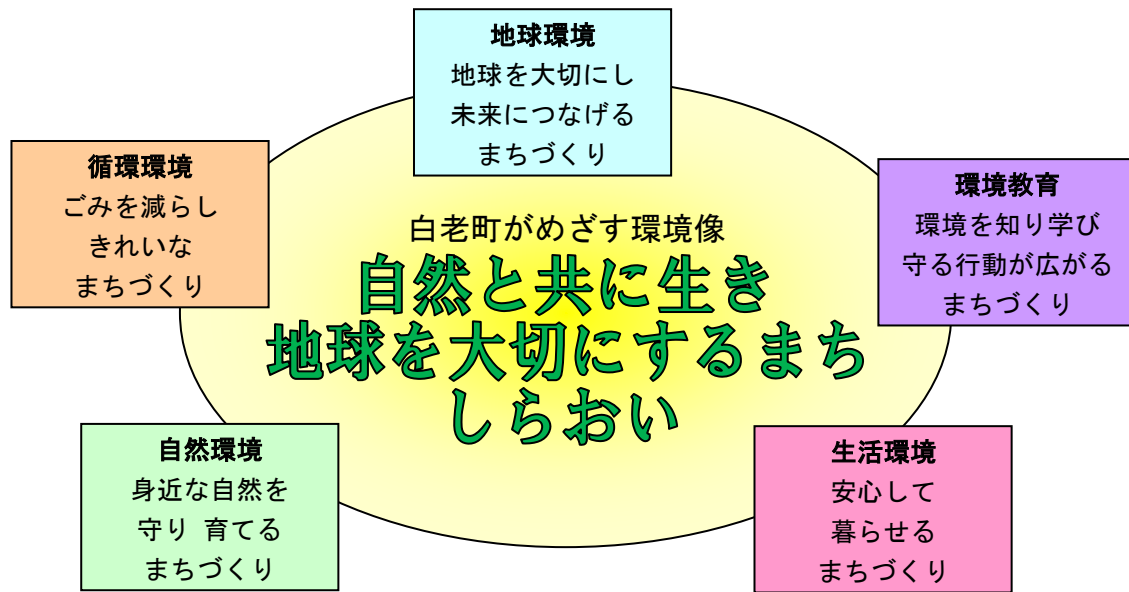 地球環境
地球を大切にし
未来につなげる
まちづくり
循環環境
ごみを減らし
きれいな
まちづくり
環境教育
環境を知り学び
守る行動が広がる
まちづくり
白老町がめざす環境像
自然と共に生き
地球を大切にするまち
しらおい
自然環境
身近な自然を
守り 育てる
まちづくり
生活環境
安心して
暮らせる
まちづくり